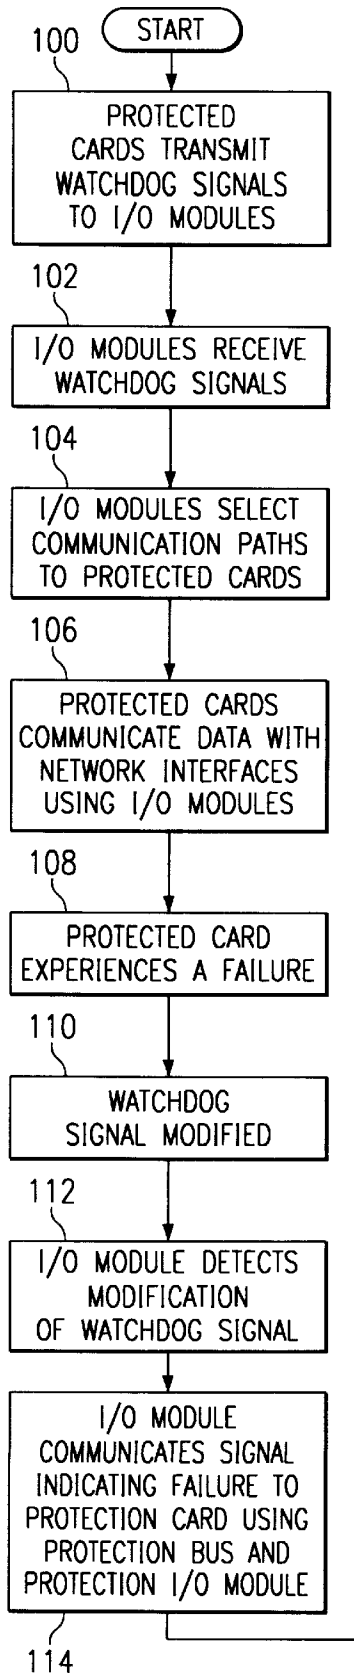 START
100
PROTECTED
CARDS TRANSMIT
WATCHDOG SIGNALS
TO I/O MODULES
102
I/O MODULES RECEIVE
WATCHDOG SIGNALS
104
I/O MODULES SELECT
COMMUNICATION PATHS
TO PROTECTED CARDS
106
PROTECTED CARDS
COMMUNICATE DATA WITH
NETWORK INTERFACES
USING I/O MODULES
108
PROTECTED CARD
EXPERIENCES A FAILURE
110
WATCHDOG
SIGNAL MODIFIED
112
I/O MODULE DETECTS
MODIFICATION
OF WATCHDOG SIGNAL
I/O MODULE
COMMUNICATES SIGNAL
INDICATING FAILURE TO
PROTECTION CARD USING
PROTECTION BUS AND
PROTECTION I/O MODULE
114